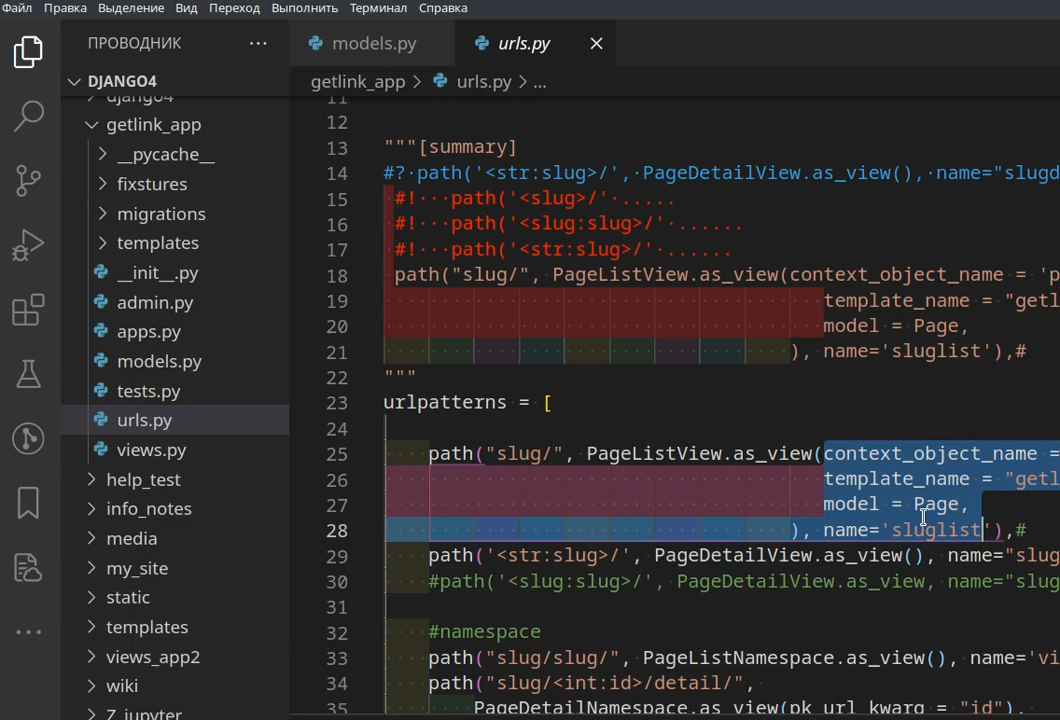 Файл Правка Выделение Вид Переход Выполнить Терминал Справка
ПРОВОДНИК ...
DJANGO4
django4
getlink_app
__pycache__
fixstures
migrations
templates
__init__.py
admin.py
apps.py
models.py
tests.py
urls.py
views.py
help_test
info_notes
media
my_site
static
templates
views_app2
wiki
Z_jupyter
models.py urls.py
getlink_app > urls.py > ...
11
12
13 """[summary]
14 #? path('<str:slug>/', PageDetailView.as_view(), name="slugd
15 #!···path('<slug>/' .....
16 #!···path('<slug:slug>/' ......
17 #!···path('<str:slug>/' ......
18 path("slug/", PageListView.as_view(context_object_name = 'p
19 template_name = "getl
20 model = Page,
21 ), name='sluglist'),#
22 """
23 urlpatterns = [
24
25 path("slug/", PageListView.as_view(context_object_name =
26 template_name = "getl
27 model = Page,
28 ), name='sluglist'),#
29 path('<str:slug>/', PageDetailView.as_view(), name="slug
30 #path('<slug:slug>/', PageDetailView.as_view, name="slug
31
32 #namespace
33 path("slug/slug/", PageListNamespace.as_view(), name='vi
34 path("slug/<int:id>/detail/",
35 PageDetailNamespace.as_view(pk_url_kwarg = "id"),